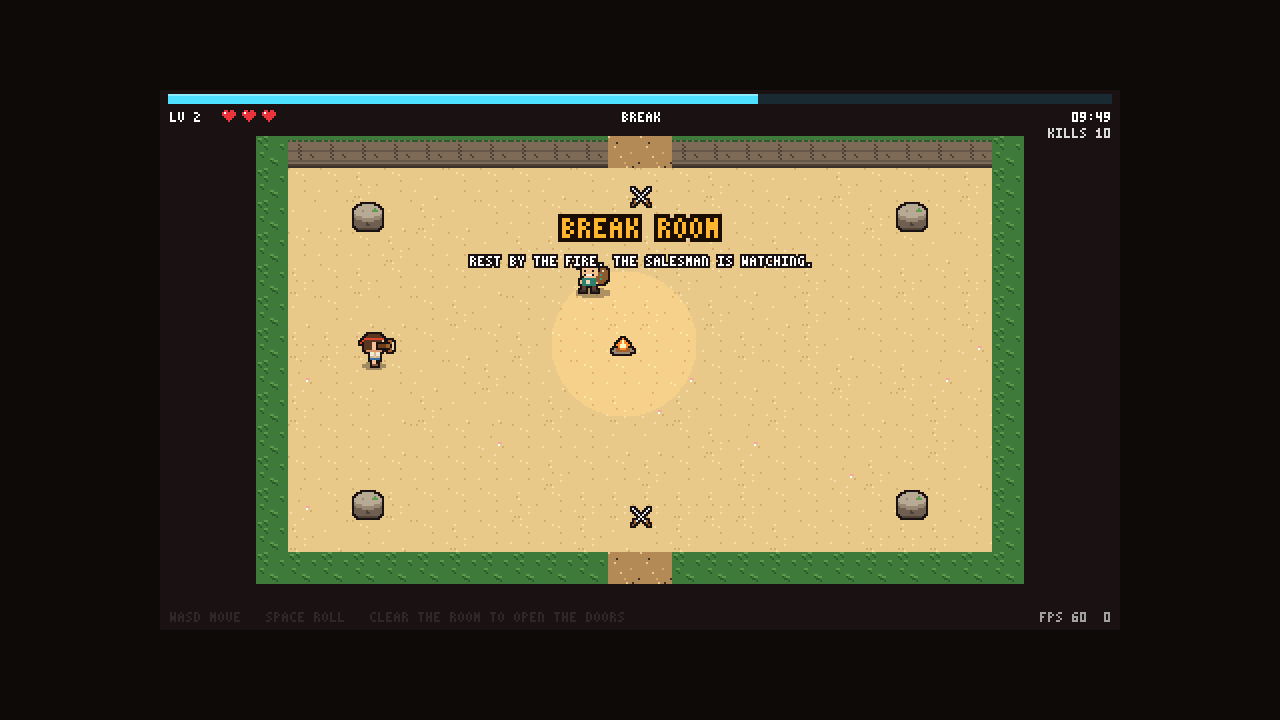 LV 2
BREAK
09:49
KILLS 10
BREAK ROOM
REST BY THE FIRE. THE SALESMAN IS WATCHING.
WASD MOVE SPACE ROLL CLEAR THE ROOM TO OPEN THE DOORS
FPS 60 0